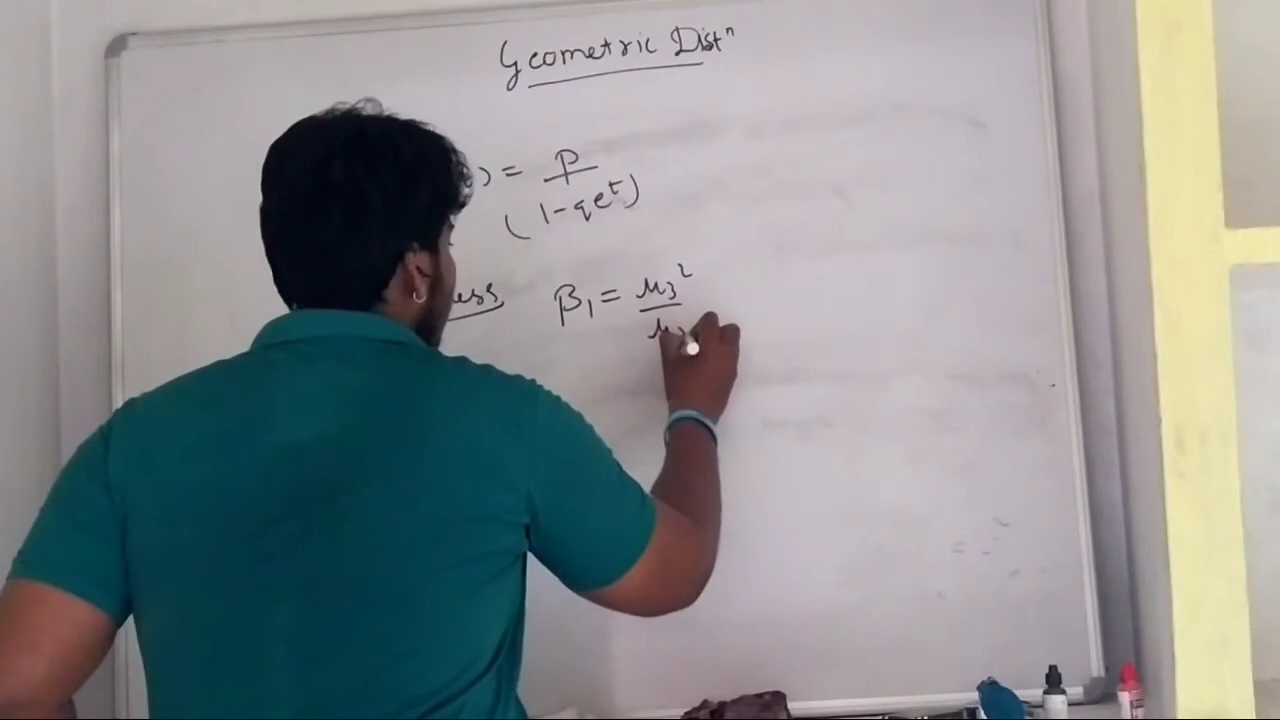 Geometric Distⁿ
) = p
(1-qeᵗ)
ess β₁ = μ₃²
μ